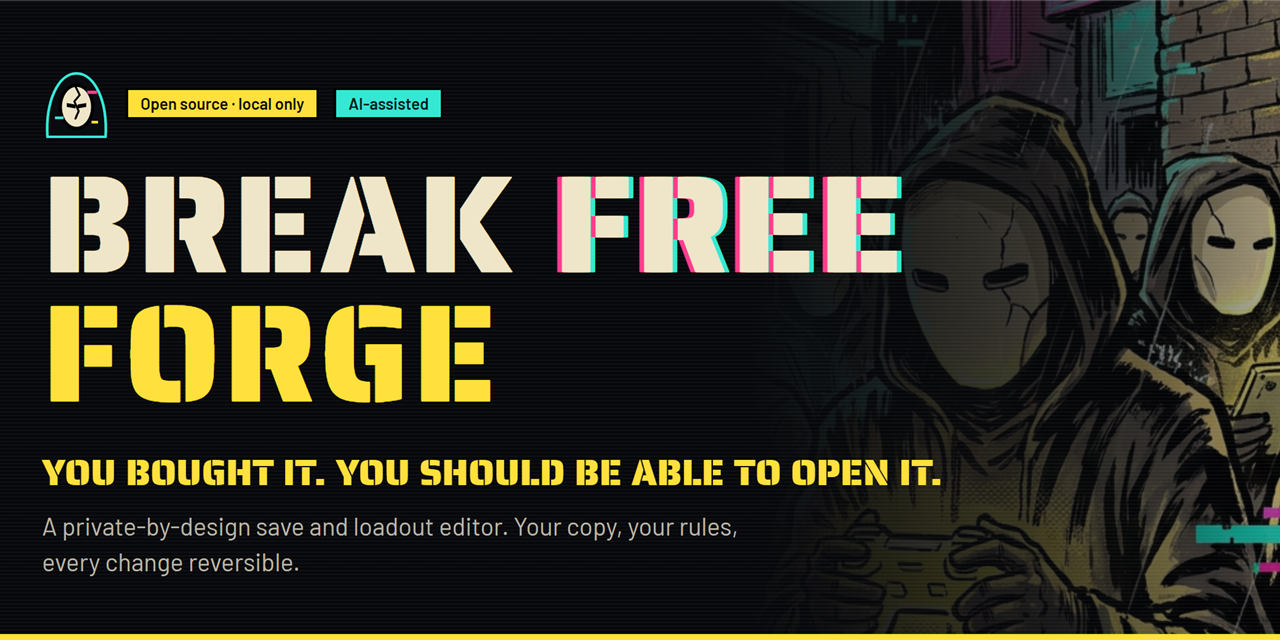 Open source · local only
AI-assisted
BREAK FREE
FORGE
YOU BOUGHT IT. YOU SHOULD BE ABLE TO OPEN IT.
A private-by-design save and loadout editor. Your copy, your rules,
every change reversible.